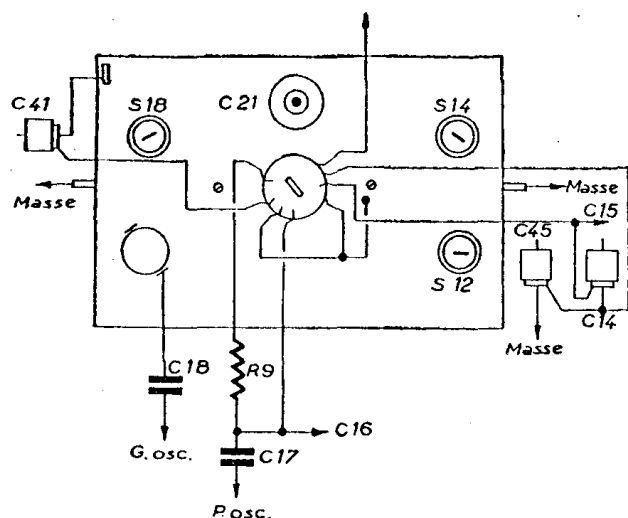 C41
S18
C21
S14
Masse
Masse
C15
C45
S12
C14
Masse
C18
R9
C16
G.osc.
C17
P.osc.